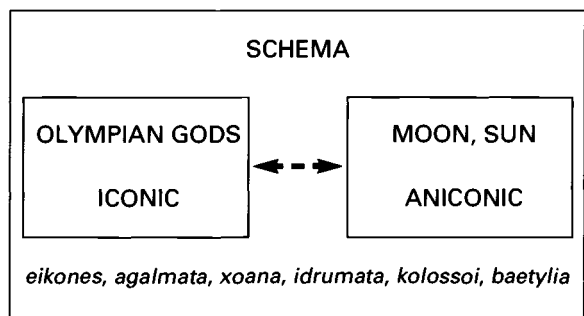 SCHEMA
OLYMPIAN GODS
ICONIC
MOON, SUN
ANICONIC
eikones, agalmata, xoana, idrumata, kolossoi, baetylia